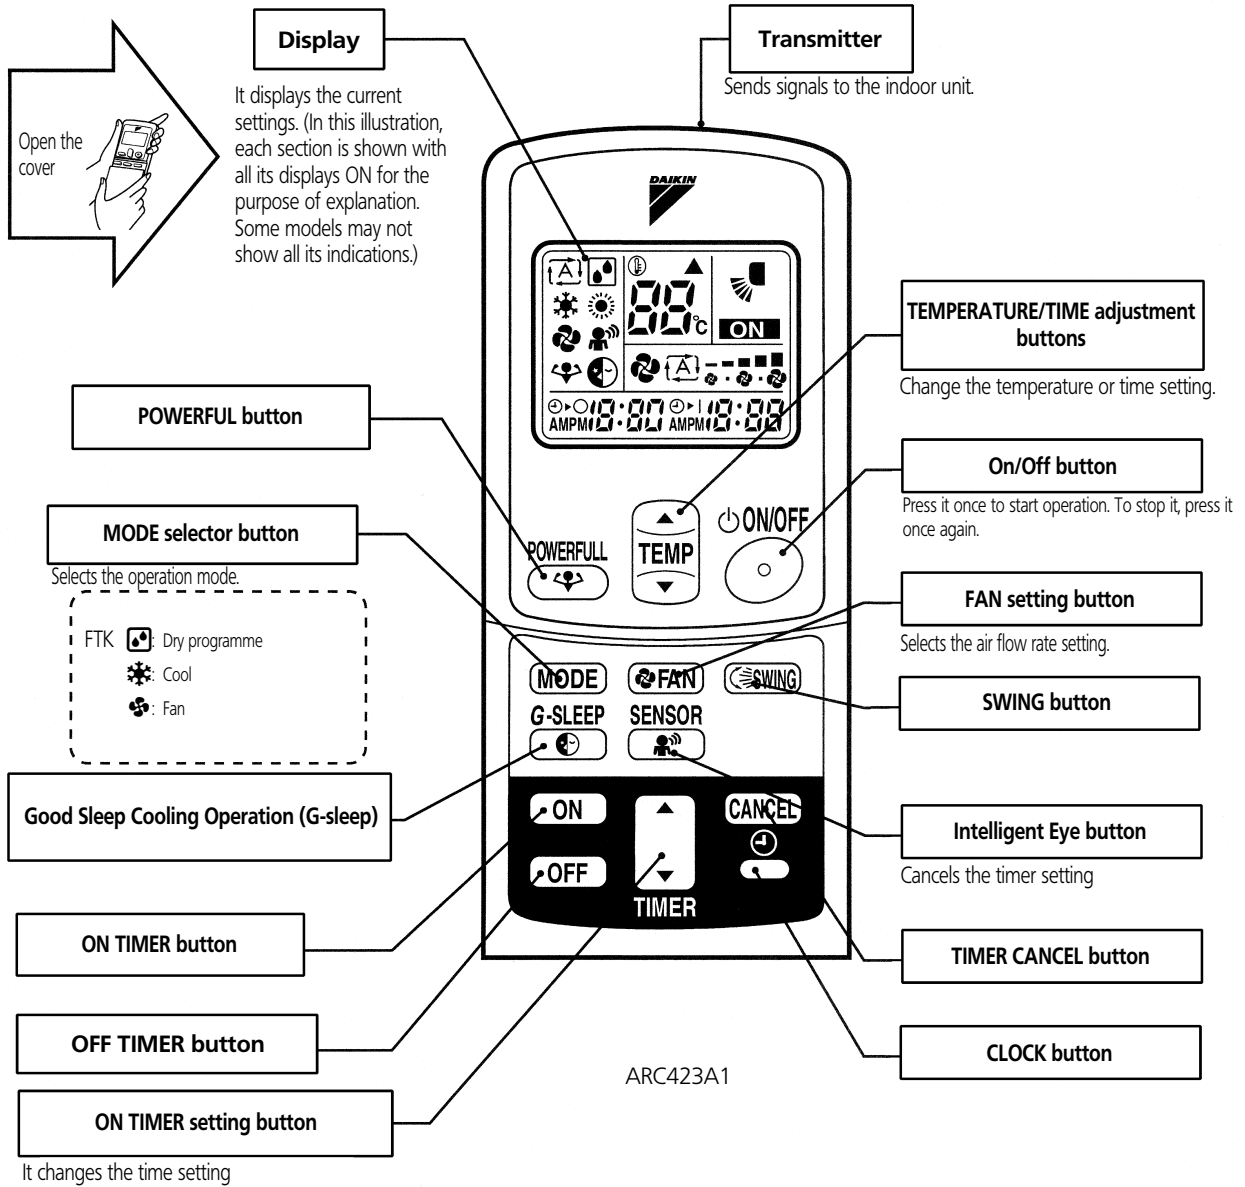 Display
It displays the current
settings. (In this illustration,
each section is shown with
all its displays ON for the
purpose of explanation.
Some models may not
show all its indications.)
Transmitter
Sends signals to the indoor unit.
Open the
cover
DAIKIN
A
88°C
ON
A
AMPM 18:80 AMPM 18:88
POWERFULL
TEMP
ON/OFF
MODE
FAN
SWING
G-SLEEP
SENSOR
ON
CANCEL
OFF
TIMER
POWERFUL button
MODE selector button
Selects the operation mode.
FTK : Dry programme
: Cool
: Fan
Good Sleep Cooling Operation (G-sleep)
ON TIMER button
OFF TIMER button
ON TIMER setting button
It changes the time setting
TEMPERATURE/TIME adjustment
buttons
Change the temperature or time setting.
On/Off button
Press it once to start operation. To stop it, press it
once again.
FAN setting button
Selects the air flow rate setting.
SWING button
Intelligent Eye button
Cancels the timer setting
TIMER CANCEL button
CLOCK button
ARC423A1